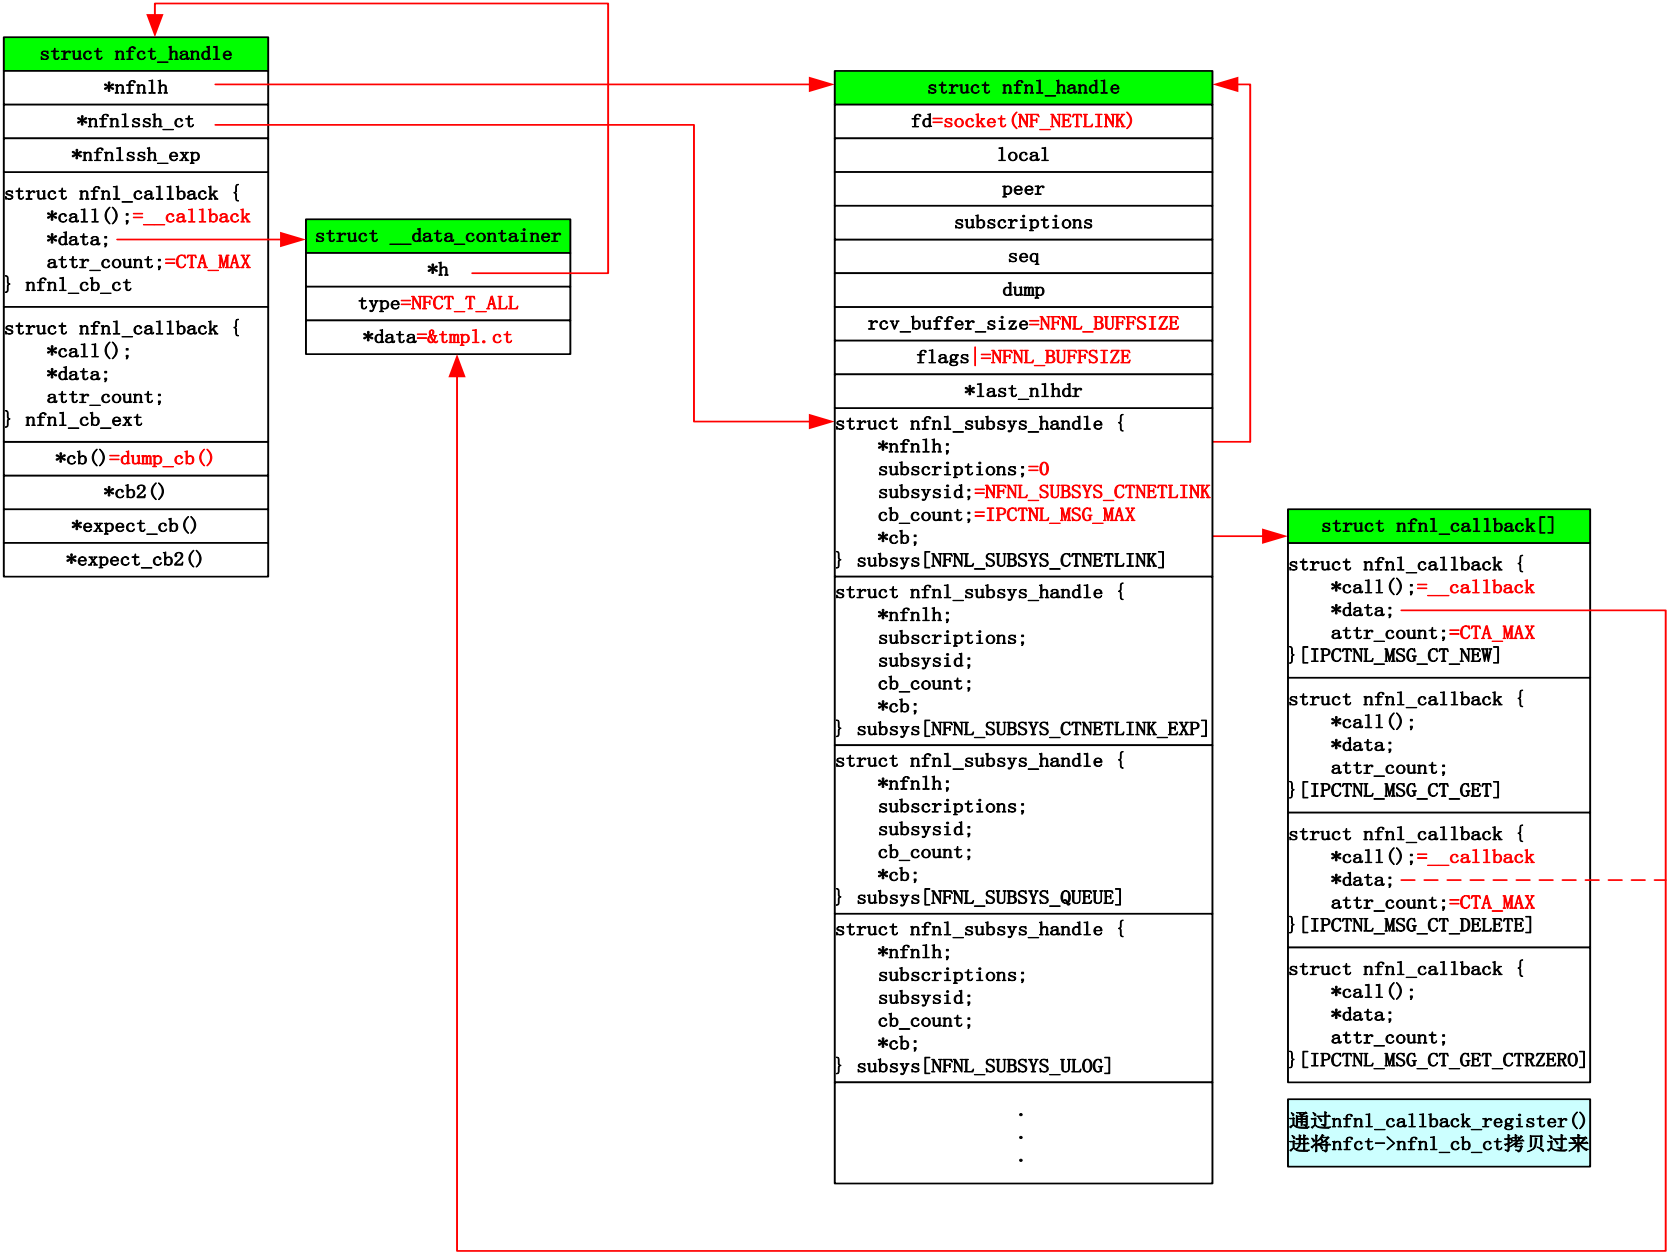 struct nfct_handle
*nfnlh
*nfnlssh_ct
*nfnlssh_exp
struct nfnl_callback {
*call();=__callback
*data;
attr_count;=CTA_MAX
} nfnl_cb_ct
struct nfnl_callback {
*call();
*data;
attr_count;
} nfnl_cb_ext
*cb()=dump_cb()
*cb2()
*expect_cb()
*expect_cb2()
struct __data_container
*h
type=NFCT_T_ALL
*data=&tmpl.ct
struct nfnl_handle
fd=socket(NF_NETLINK)
local
peer
subscriptions
seq
dump
rcv_buffer_size=NFNL_BUFFSIZE
flags|=NFNL_BUFFSIZE
*last_nlhdr
struct nfnl_subsys_handle {
*nfnlh;
subscriptions;=0
subsysid;=NFNL_SUBSYS_CTNETLINK
cb_count;=IPCTNL_MSG_MAX
*cb;
} subsys[NFNL_SUBSYS_CTNETLINK]
struct nfnl_subsys_handle {
*nfnlh;
subscriptions;
subsysid;
cb_count;
*cb;
} subsys[NFNL_SUBSYS_CTNETLINK_EXP]
struct nfnl_subsys_handle {
*nfnlh;
subscriptions;
subsysid;
cb_count;
*cb;
} subsys[NFNL_SUBSYS_QUEUE]
struct nfnl_subsys_handle {
*nfnlh;
subscriptions;
subsysid;
cb_count;
*cb;
} subsys[NFNL_SUBSYS_ULOG]
.
.
.
struct nfnl_callback[]
struct nfnl_callback {
*call();=__callback
*data;
attr_count;=CTA_MAX
}[IPCTNL_MSG_CT_NEW]
struct nfnl_callback {
*call();
*data;
attr_count;
}[IPCTNL_MSG_CT_GET]
struct nfnl_callback {
*call();=__callback
*data;
attr_count;=CTA_MAX
}[IPCTNL_MSG_CT_DELETE]
struct nfnl_callback {
*call();
*data;
attr_count;
}[IPCTNL_MSG_CT_GET_CTRZERO]
通过nfnl_callback_register()
进将nfct->nfnl_cb_ct拷贝过来